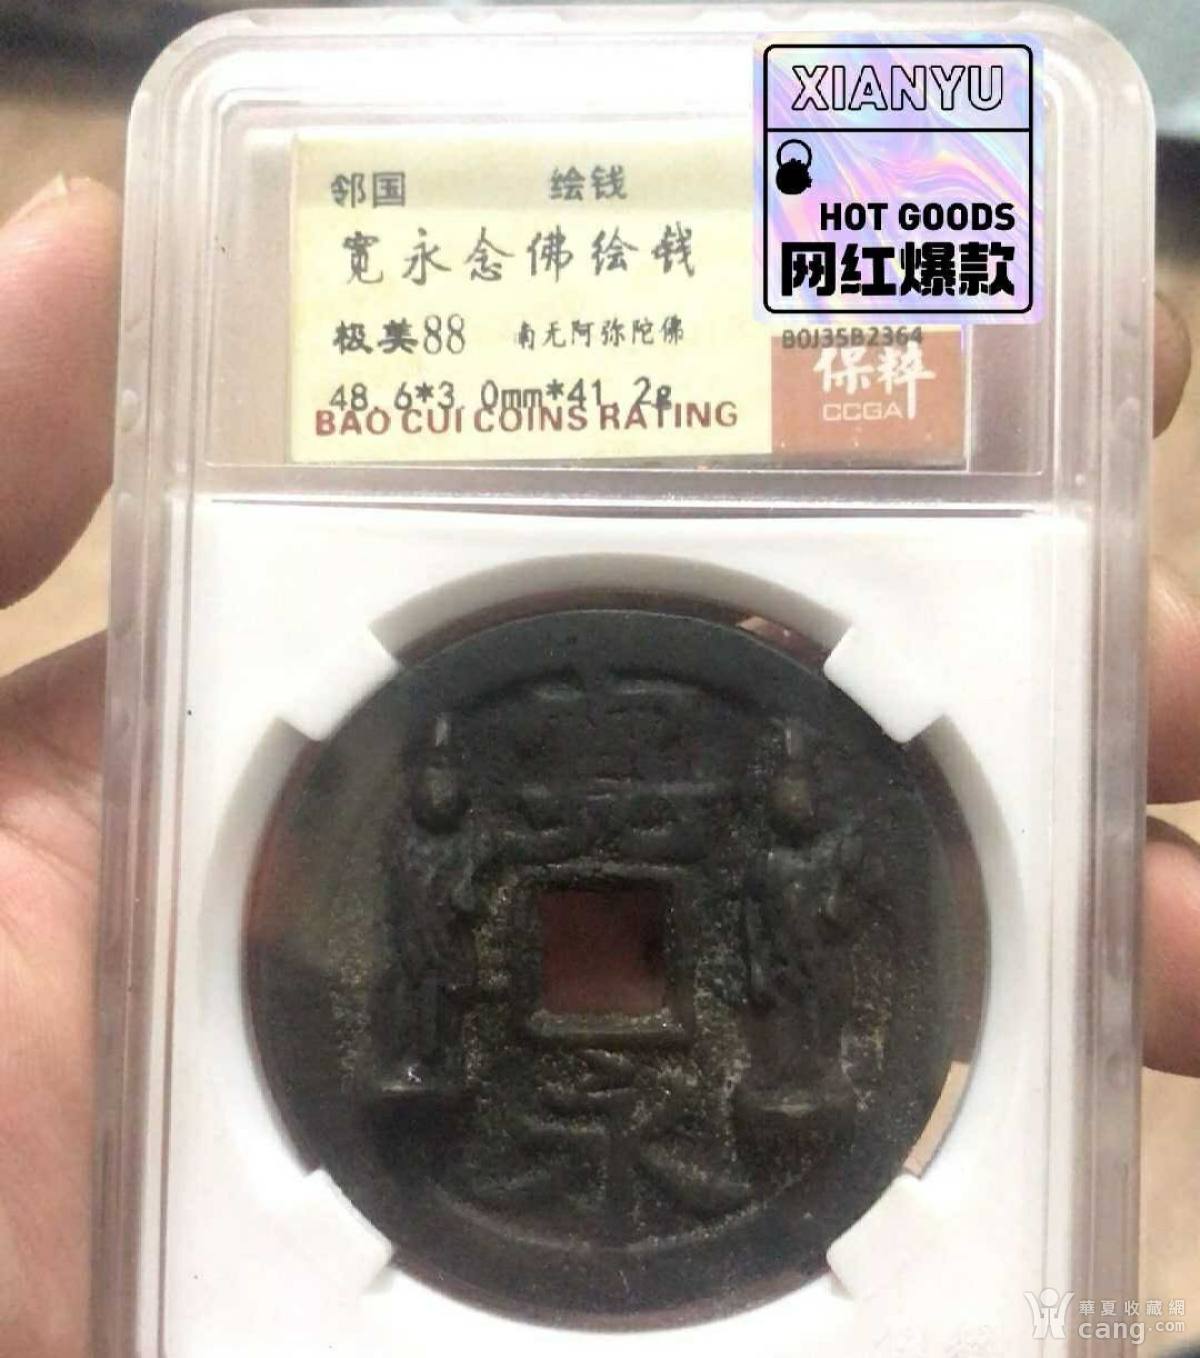 XIANYU
HOT GOODS
网红爆款
邻国 绘钱
宽永念佛绘钱
极美88 南无阿弥陀佛
48.6*3.0mm*41.2g
BAO CUI COINS RATING
B0J35B2364
保粹
CCGA
永
華夏收藏網
cang.com